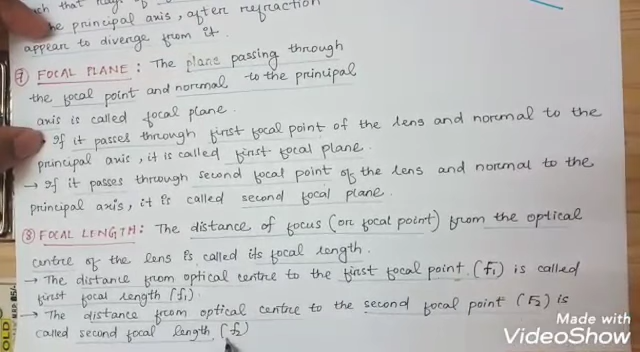 such that rays of
the principal axis, after refraction
appear to diverge from it.
⑦ FOCAL PLANE: The plane passing through
the focal point and normal to the principal
axis is called focal plane.
→ If it passes through first focal point of the lens and normal to the
principal axis, it is called first focal plane.
→ If it passes through second focal point of the lens and normal to the
principal axis, it is called second focal plane.
⑧ FOCAL LENGTH: The distance of focus (or focal point) from the optical
centre of the lens is called its focal length.
→ The distance from optical centre to the first focal point (F1) is called
first focal length (f1).
→ The distance from optical centre to the second focal point (F2) is
called second focal length (f2)
Made with
VideoShow
OLD